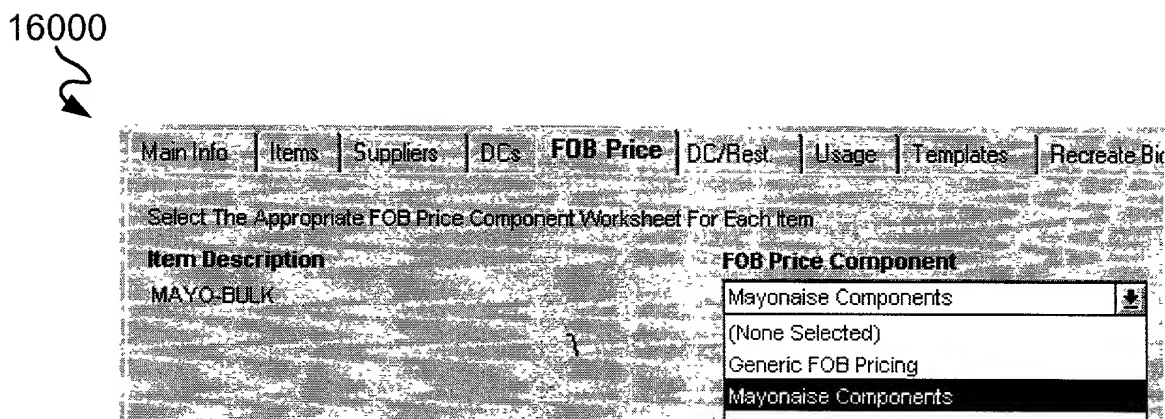 16000
Main Info Items Suppliers DCs FOB Price DC/Rest. Usage Templates Recreate Bid
Select The Appropriate FOB Price Component Worksheet For Each Item
Item Description FOB Price Component
MAYO-BULK Mayonaise Components
(None Selected)
Generic FOB Pricing
Mayonaise Components